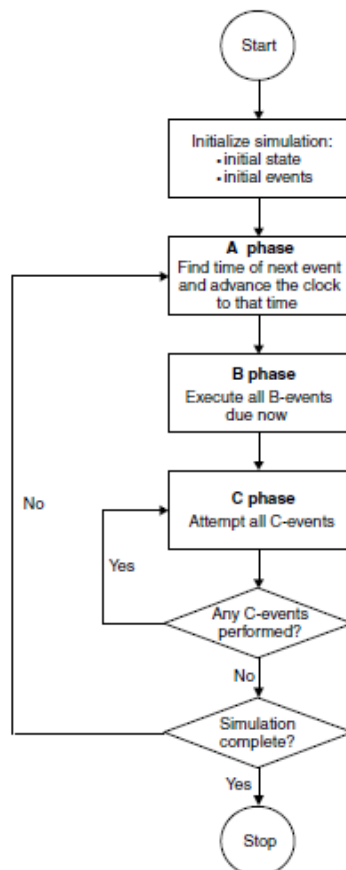 Start
Initialize simulation:
•initial state
•initial events
A phase
Find time of next event
and advance the clock
to that time
B phase
Execute all B-events
due now
C phase
Attempt all C-events
No
Yes
Any C-events
performed?
No
Simulation
complete?
Yes
Stop